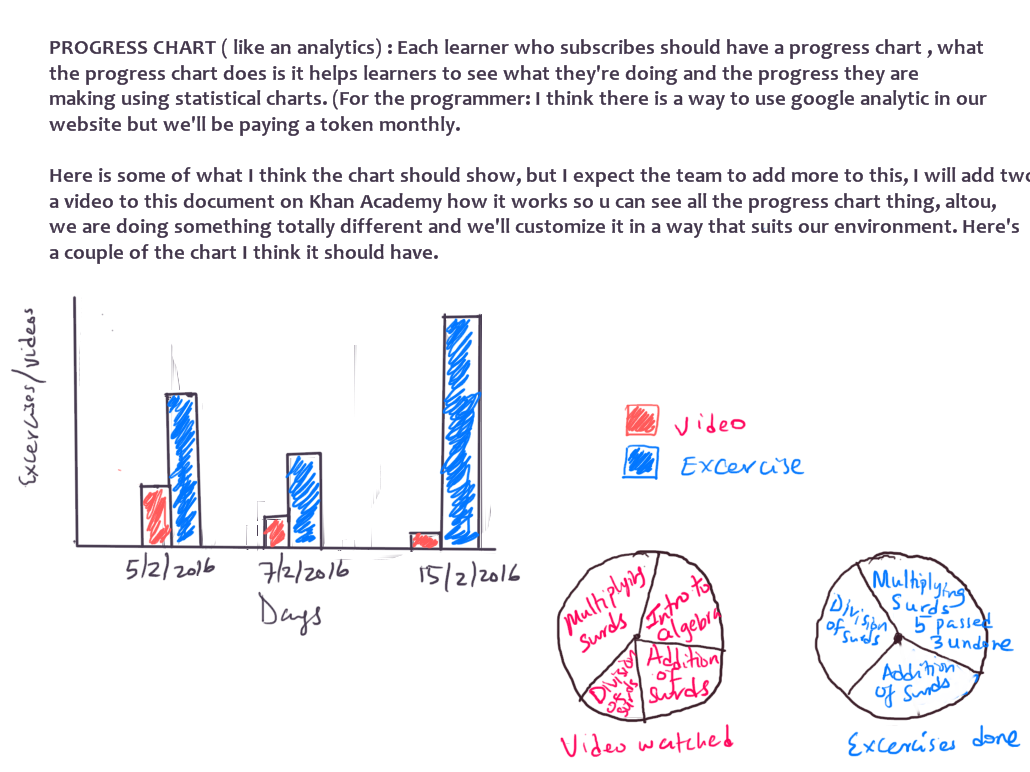 PROGRESS CHART ( like an analytics) : Each learner who subscribes should have a progress chart , what
the progress chart does is it helps learners to see what they're doing and the progress they are
making using statistical charts. (For the programmer: I think there is a way to use google analytic in our
website but we'll be paying a token monthly.
Here is some of what I think the chart should show, but I expect the team to add more to this, I will add two
a video to this document on Khan Academy how it works so u can see all the progress chart thing, altou,
we are doing something totally different and we'll customize it in a way that suits our environment. Here's
a couple of the chart I think it should have.
Excercises/videos
video
Excercise
5/2/2016
7/2/2016
15/2/2016
Days
Multiplying
surds
Intro to
algebra
Division
of
surds
Addition
of
surds
Video watched
Multiplying
Surds
5 passed
3 undone
Division
of surds
Addition
of Surds
Excercises done